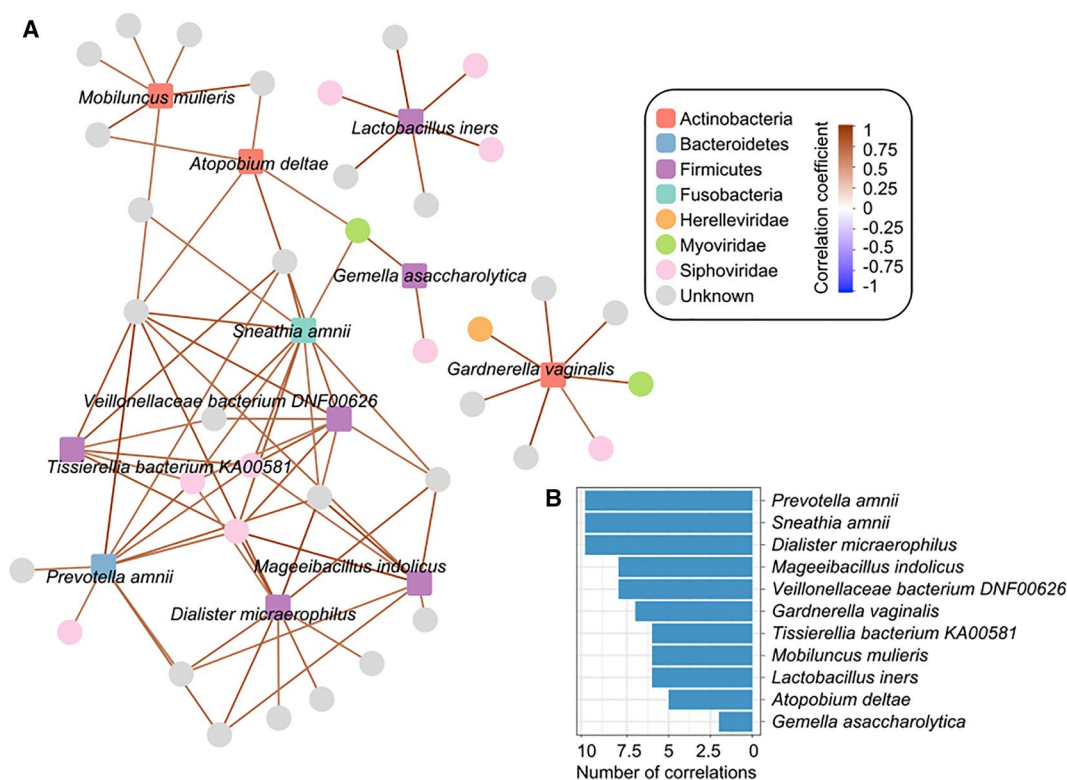 A
Mobiluncus mulieris
Lactobacillus iners
Atopobium deltae
Gemella asaccharolytica
Sneathia amnii
Gardnerella vaginalis
Veillonellaceae bacterium DNF00626
Tissierellia bacterium KA00581
Mageeibacillus indolicus
Prevotella amnii
Dialister micraerophilus
Actinobacteria
Bacteroidetes
Firmicutes
Fusobacteria
Herelleviridae
Myoviridae
Siphoviridae
Unknown
Correlation coefficient
1
0.75
0.5
0.25
0
-0.25
-0.5
-0.75
-1
B
Prevotella amnii
Sneathia amnii
Dialister micraerophilus
Mageeibacillus indolicus
Veillonellaceae bacterium DNF00626
Gardnerella vaginalis
Tissierellia bacterium KA00581
Mobiluncus mulieris
Lactobacillus iners
Atopobium deltae
Gemella asaccharolytica
10 7.5 5 2.5 0
Number of correlations